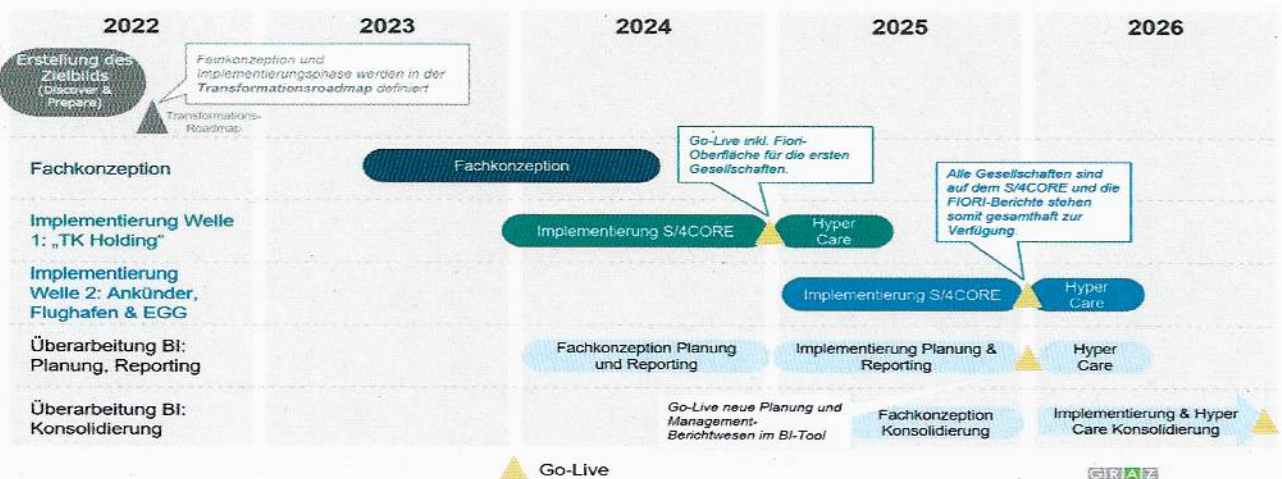 2022
2023
2024
2025
2026
Erstellung des
Zielbilds
(Discover &
Prepare)
Feinkonzeption und
Implementierungsphase werden in der
Transformationsroadmap definiert
Transformations-
Roadmap
Fachkonzeption
Fachkonzeption
Go-Live inkl. Fiori-
Oberfläche für die ersten
Gesellschaften.
Alle Gesellschaften sind
auf dem S/4CORE und die
FIORI-Berichte stehen
somit gesamthaft zur
Verfügung.
Implementierung Welle
1: „TK Holding“
Implementierung S/4CORE
Hyper
Care
Implementierung
Welle 2: Ankünder,
Flughafen & EGG
Implementierung S/4CORE
Hyper
Care
Überarbeitung BI:
Planung, Reporting
Fachkonzeption Planung
und Reporting
Implementierung Planung &
Reporting
Hyper
Care
Überarbeitung BI:
Konsolidierung
Go-Live neue Planung und
Management-
Berichtwesen im BI-Tool
Fachkonzeption
Konsolidierung
Implementierung & Hyper
Care Konsolidierung
Go-Live
GRAZ